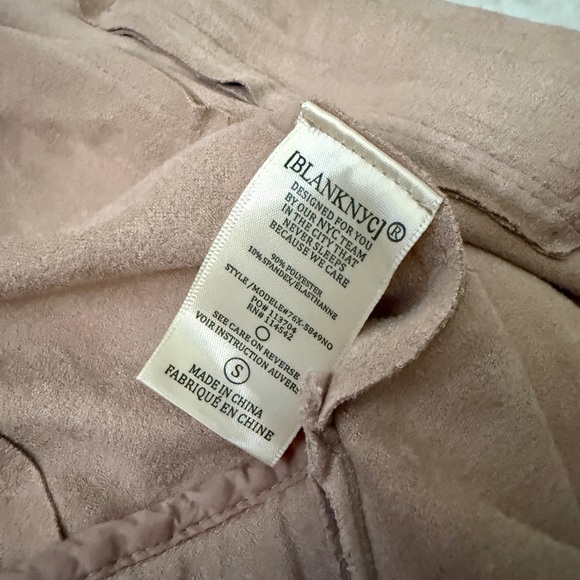 [BLANKNYC]®
DESIGNED FOR YOU
BY OUR NYC TEAM
IN THE CITY THAT
NEVER SLEEPS
BECAUSE WE CARE
90% POLYESTER
10% SPANDEX/ELASTHANNE
STYLE/MODELE#76X-5849NO
PO# 113704
RN# 114542
SEE CARE ON REVERSE
VOIR INSTRUCTION AUVERS
S
MADE IN CHINA
FABRIQUÉ EN CHINE